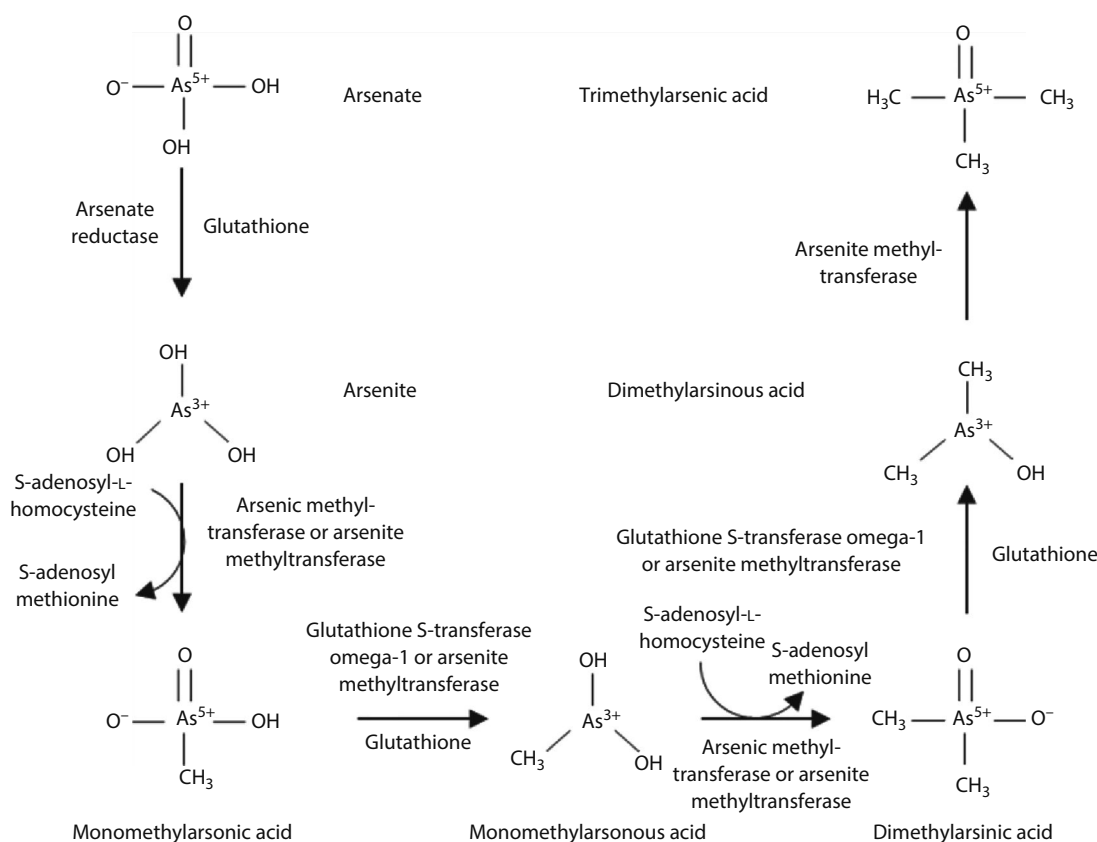 O
O⁻ As⁵⁺ OH
OH
Arsenate
Trimethylarsenic acid
O
H₃C As⁵⁺ CH₃
CH₃
Arsenate
reductase
Glutathione
Arsenite methyl-
transferase
OH
As³⁺
OH OH
Arsenite
Dimethylarsinous acid
CH₃
As³⁺
CH₃ OH
S-adenosyl-L-
homocysteine
S-adenosyl
methionine
Arsenic methyl-
transferase or arsenite
methyltransferase
Glutathione S-transferase omega-1
or arsenite methyltransferase
Glutathione
O
O⁻ As⁵⁺ OH
CH₃
Glutathione S-transferase
omega-1 or arsenite
methyltransferase
Glutathione
OH
As³⁺
CH₃ OH
S-adenosyl-L-
homocysteine
S-adenosyl
methionine
Arsenic methyl-
transferase or arsenite
methyltransferase
O
CH₃ As⁵⁺ O⁻
CH₃
Monomethylarsonic acid
Monomethylarsonous acid
Dimethylarsinic acid